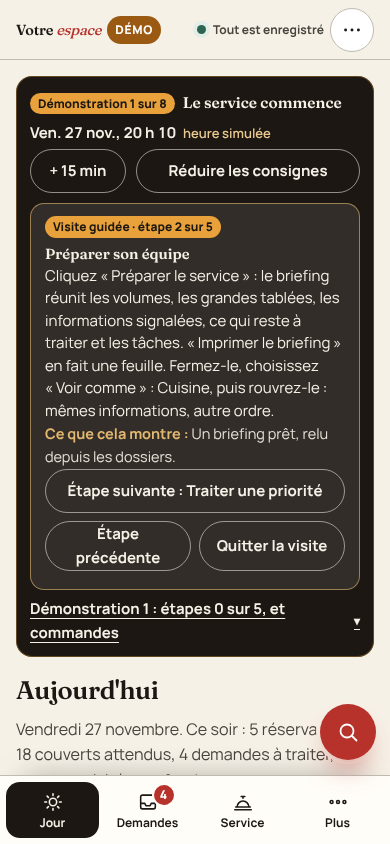 Votre espace DÉMO
Tout est enregistré
Démonstration 1 sur 8 Le service commence
Ven. 27 nov., 20 h 10 heure simulée
+ 15 min
Réduire les consignes
Visite guidée · étape 2 sur 5
Préparer son équipe
Cliquez « Préparer le service » : le briefing
réunit les volumes, les grandes tablées, les
informations signalées, ce qui reste à
traiter et les tâches. « Imprimer le briefing »
en fait une feuille. Fermez-le, choisissez
« Voir comme » : Cuisine, puis rouvrez-le :
mêmes informations, autre ordre.
Ce que cela montre : Un briefing prêt, relu
depuis les dossiers.
Étape suivante : Traiter une priorité
Étape
précédente
Quitter la visite
Démonstration 1 : étapes 0 sur 5, et
commandes
Aujourd'hui
Vendredi 27 novembre. Ce soir : 5 réserva
18 couverts attendus, 4 demandes à traiter,
Jour
Demandes 4
Service
Plus